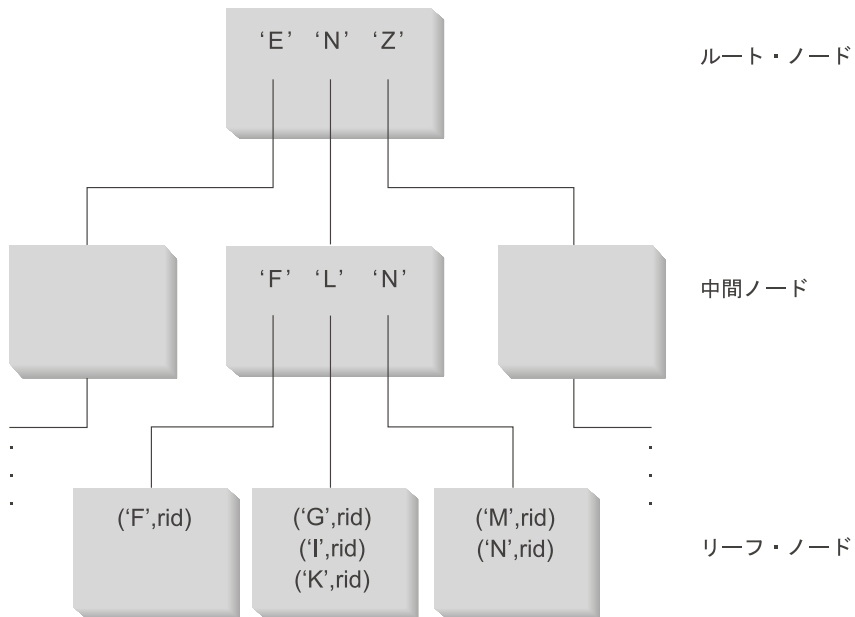 ‘E’ ‘N’ ‘Z’
ルート・ノード
‘F’ ‘L’ ‘N’
中間ノード
(‘F’,rid)
(‘G’,rid)
(‘I’,rid)
(‘K’,rid)
(‘M’,rid)
(‘N’,rid)
リーフ・ノード